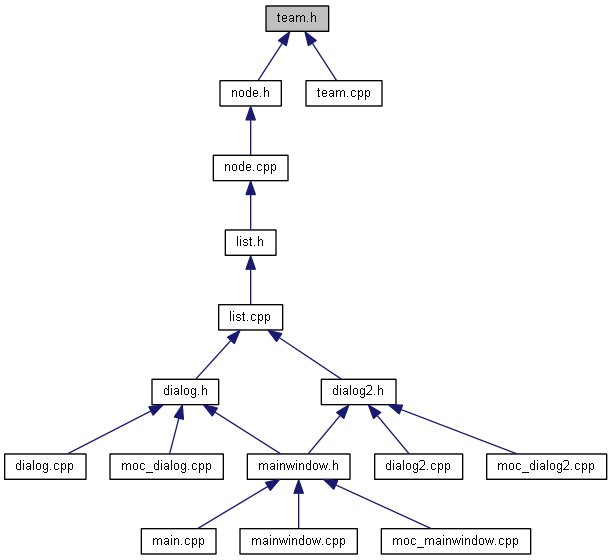 team.h
node.h
team.cpp
node.cpp
list.h
list.cpp
dialog.h
dialog2.h
dialog.cpp
moc_dialog.cpp
mainwindow.h
dialog2.cpp
moc_dialog2.cpp
main.cpp
mainwindow.cpp
moc_mainwindow.cpp